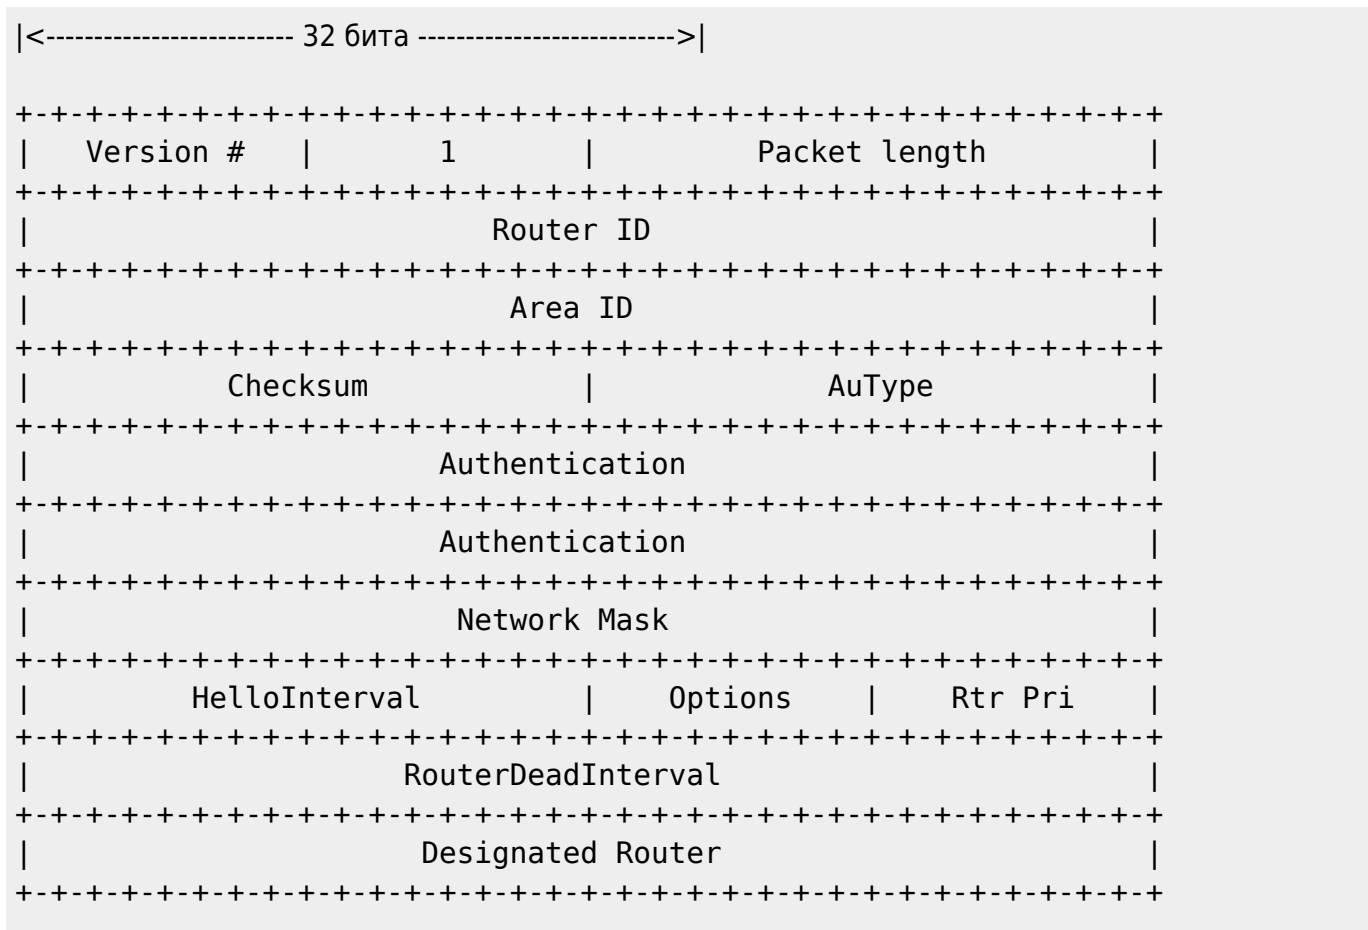 |<-------------------------- 32 бита --------------------------->|
+-+-+-+-+-+-+-+-+-+-+-+-+-+-+-+-+-+-+-+-+-+-+-+-+-+-+-+-+-+-+-+-+
|   Version #   |       1       |         Packet length         |
+-+-+-+-+-+-+-+-+-+-+-+-+-+-+-+-+-+-+-+-+-+-+-+-+-+-+-+-+-+-+-+-+
|                          Router ID                            |
+-+-+-+-+-+-+-+-+-+-+-+-+-+-+-+-+-+-+-+-+-+-+-+-+-+-+-+-+-+-+-+-+
|                           Area ID                             |
+-+-+-+-+-+-+-+-+-+-+-+-+-+-+-+-+-+-+-+-+-+-+-+-+-+-+-+-+-+-+-+-+
|           Checksum            |             AuType            |
+-+-+-+-+-+-+-+-+-+-+-+-+-+-+-+-+-+-+-+-+-+-+-+-+-+-+-+-+-+-+-+-+
|                       Authentication                          |
+-+-+-+-+-+-+-+-+-+-+-+-+-+-+-+-+-+-+-+-+-+-+-+-+-+-+-+-+-+-+-+-+
|                       Authentication                          |
+-+-+-+-+-+-+-+-+-+-+-+-+-+-+-+-+-+-+-+-+-+-+-+-+-+-+-+-+-+-+-+-+
|                        Network Mask                           |
+-+-+-+-+-+-+-+-+-+-+-+-+-+-+-+-+-+-+-+-+-+-+-+-+-+-+-+-+-+-+-+-+
|         HelloInterval         |    Options    |    Rtr Pri    |
+-+-+-+-+-+-+-+-+-+-+-+-+-+-+-+-+-+-+-+-+-+-+-+-+-+-+-+-+-+-+-+-+
|                     RouterDeadInterval                        |
+-+-+-+-+-+-+-+-+-+-+-+-+-+-+-+-+-+-+-+-+-+-+-+-+-+-+-+-+-+-+-+-+
|                      Designated Router                        |
+-+-+-+-+-+-+-+-+-+-+-+-+-+-+-+-+-+-+-+-+-+-+-+-+-+-+-+-+-+-+-+-+